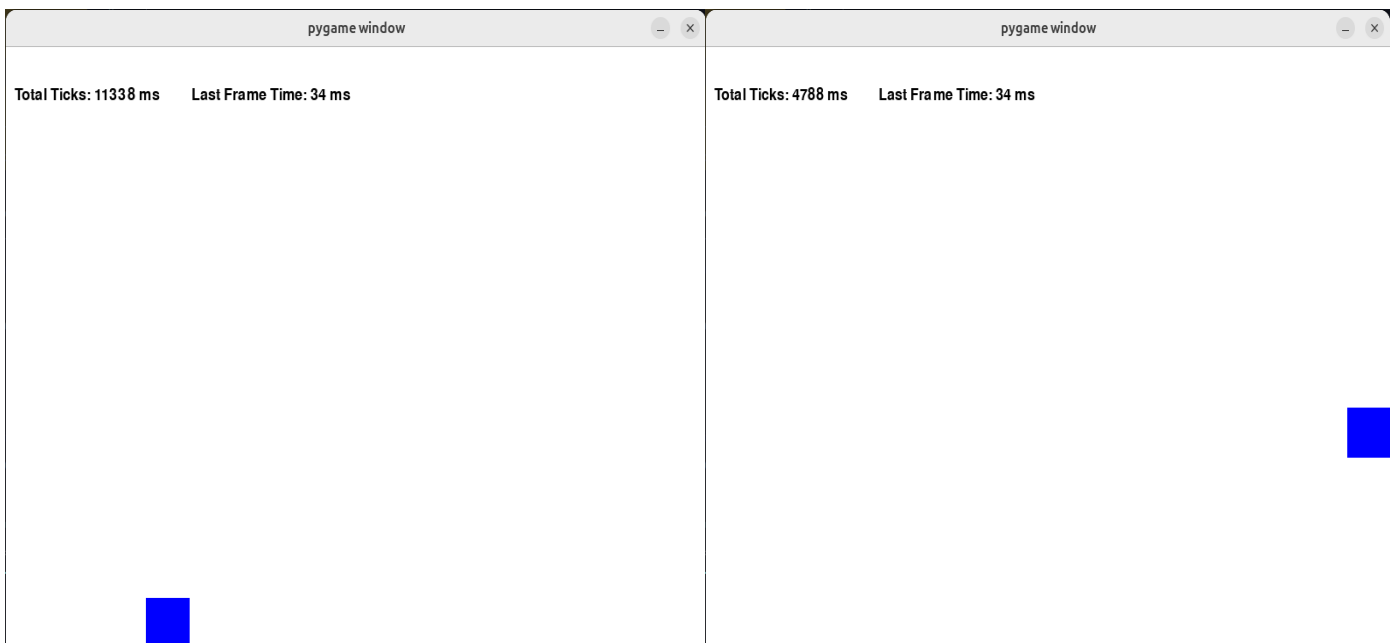 pygame window
Total Ticks: 11338 ms Last Frame Time: 34 ms
pygame window
Total Ticks: 4788 ms Last Frame Time: 34 ms